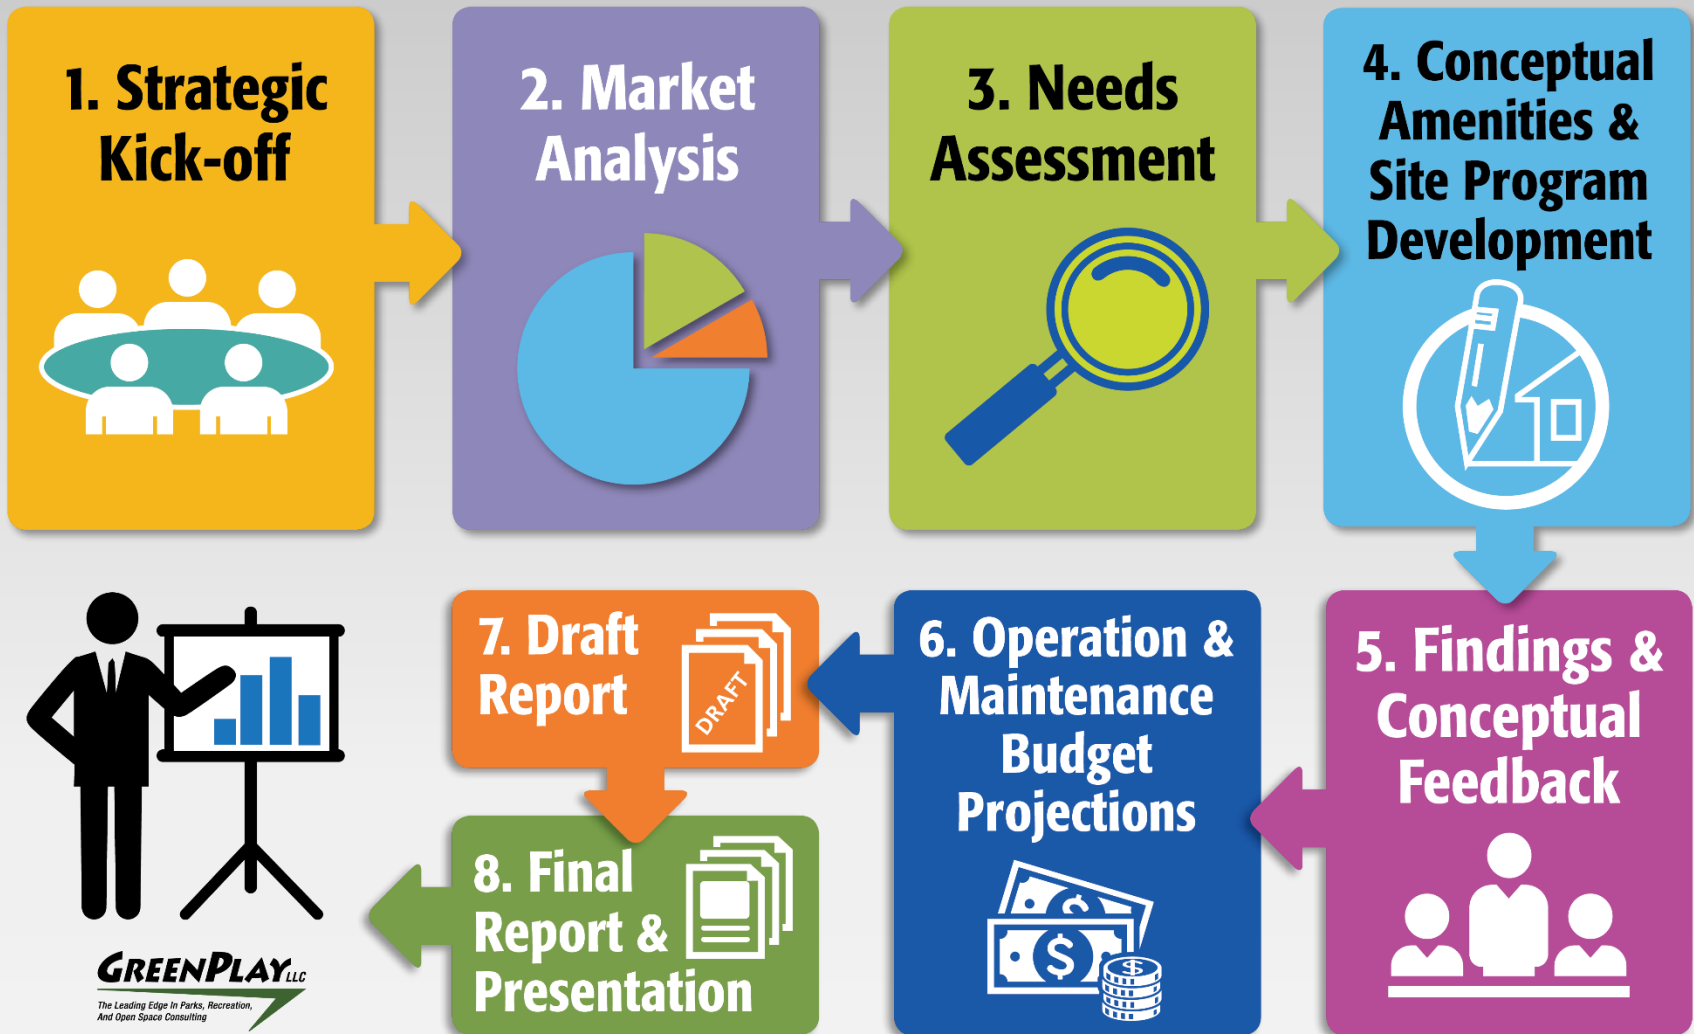 1. Strategic
Kick-off
2. Market
Analysis
3. Needs
Assessment
4. Conceptual
Amenities &
Site Program
Development
5. Findings &
Conceptual
Feedback
6. Operation &
Maintenance
Budget
Projections
$
$
7. Draft
Report
DRAFT
8. Final
Report &
Presentation
GREENPLAY LLC
The Leading Edge In Parks, Recreation,
And Open Space Consulting